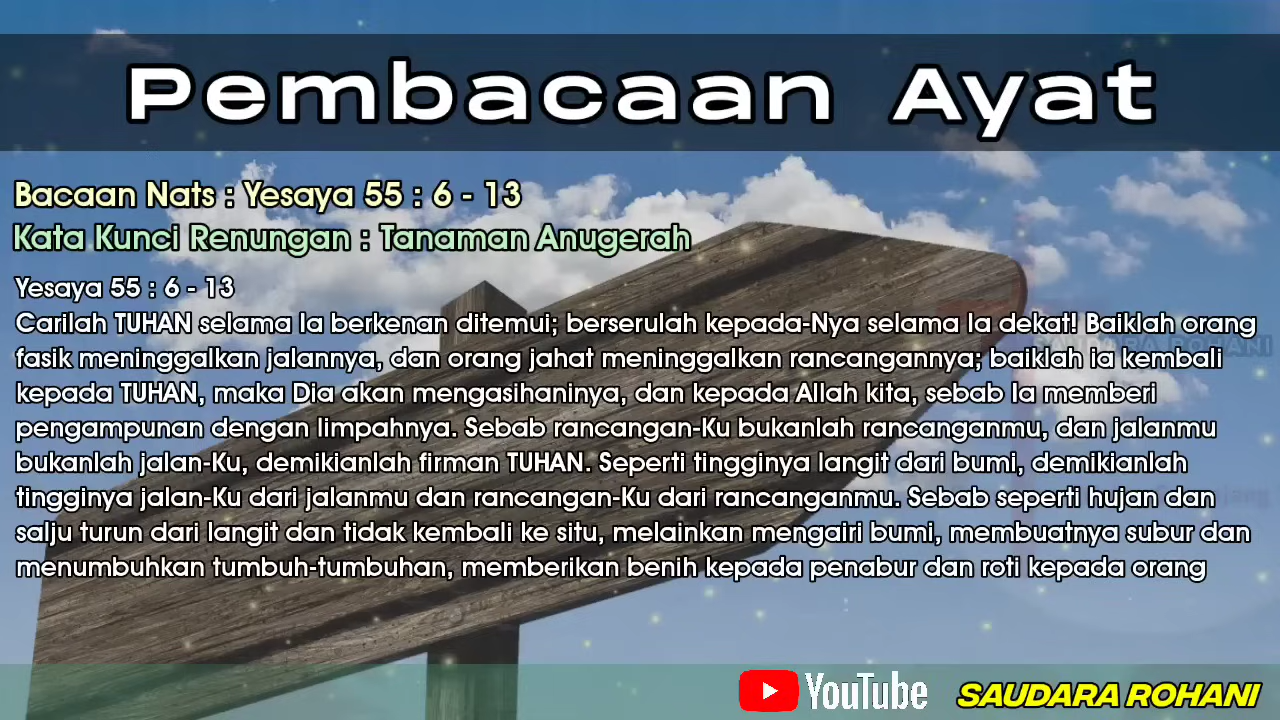 Pembacaan Ayat
Bacaan Nats : Yesaya 55 : 6 - 13
Kata Kunci Renungan : Tanaman Anugerah
Yesaya 55 : 6 - 13
Carilah TUHAN selama Ia berkenan ditemui; berserulah kepada-Nya selama Ia dekat! Baiklah orang
fasik meninggalkan jalannya, dan orang jahat meninggalkan rancangannya; baiklah ia kembali
kepada TUHAN, maka Dia akan mengasihaninya, dan kepada Allah kita, sebab Ia memberi
pengampunan dengan limpahnya. Sebab rancangan-Ku bukanlah rancanganmu, dan jalanmu
bukanlah jalan-Ku, demikianlah firman TUHAN. Seperti tingginya langit dari bumi, demikianlah
tingginya jalan-Ku dari jalanmu dan rancangan-Ku dari rancanganmu. Sebab seperti hujan dan
salju turun dari langit dan tidak kembali ke situ, melainkan mengairi bumi, membuatnya subur dan
menumbuhkan tumbuh-tumbuhan, memberikan benih kepada penabur dan roti kepada orang
YouTube SAUDARA ROHANI